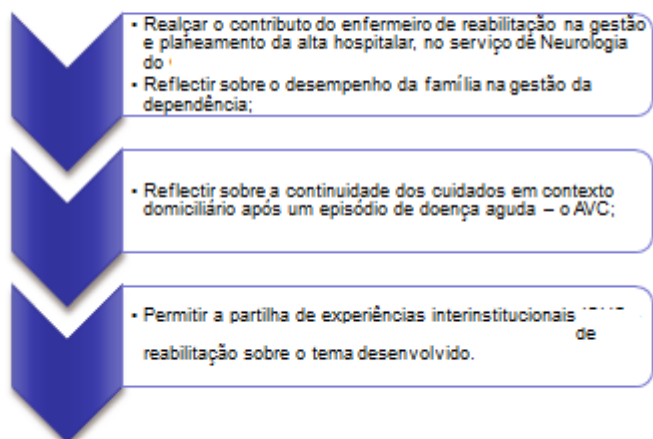 • Realçar o contributo do enfermeiro de reabilitação na gestão
e planeamento da alta hospitalar, no serviço de Neurologia
do
• Reflectir sobre o desempenho da família na gestão da
dependência;
• Reflectir sobre a continuidade dos cuidados em contexto
domiciliário após um episódio de doença aguda – o AVC;
• Permitir a partilha de experiências interinstitucionais
de
reabilitação sobre o tema desenvolvido.